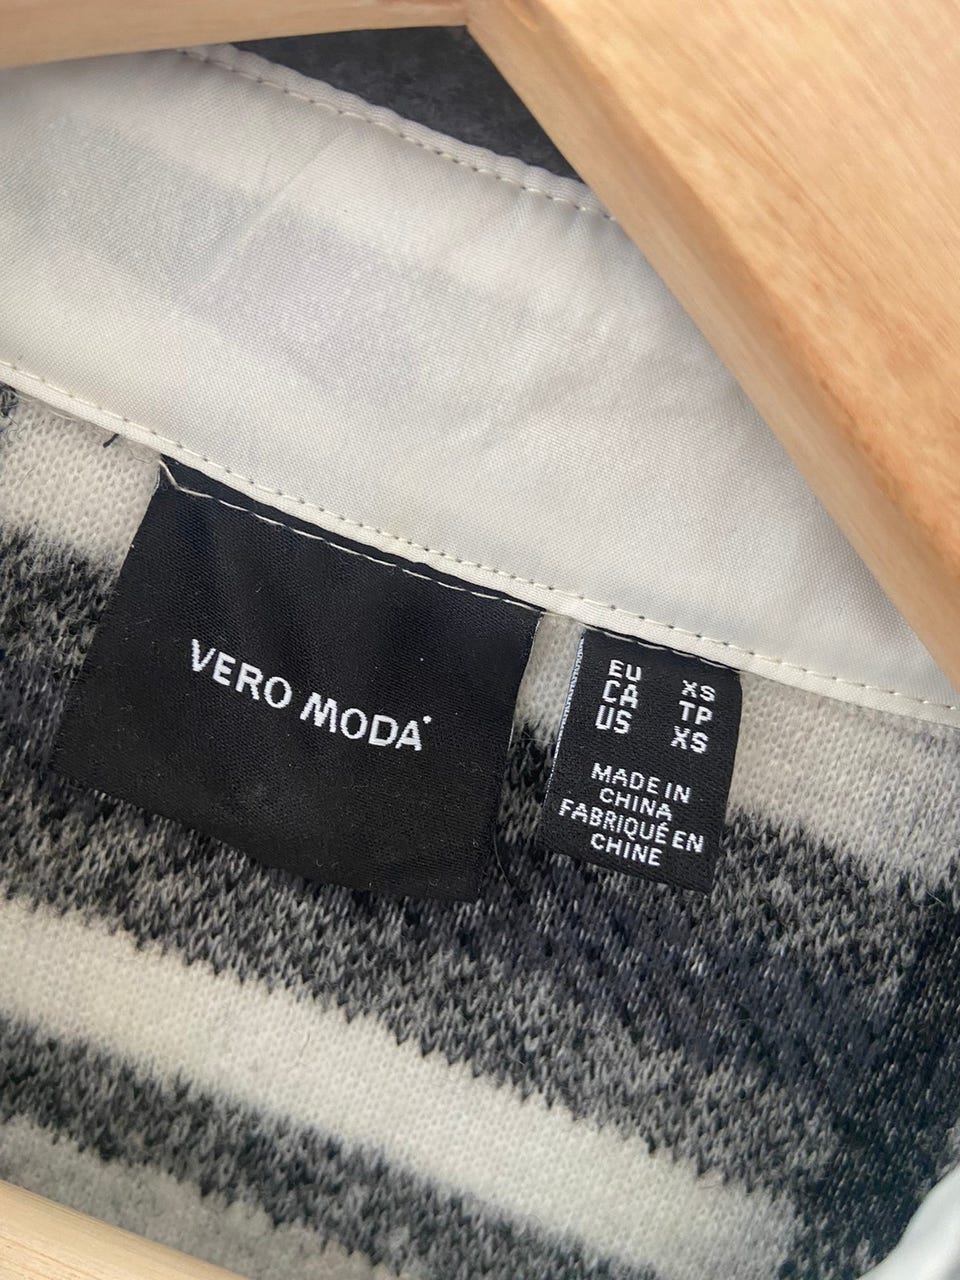 VERO MODA
EU XS
CA TP
US XS
MADE IN
CHINA
FABRIQUÉ EN
CHINE